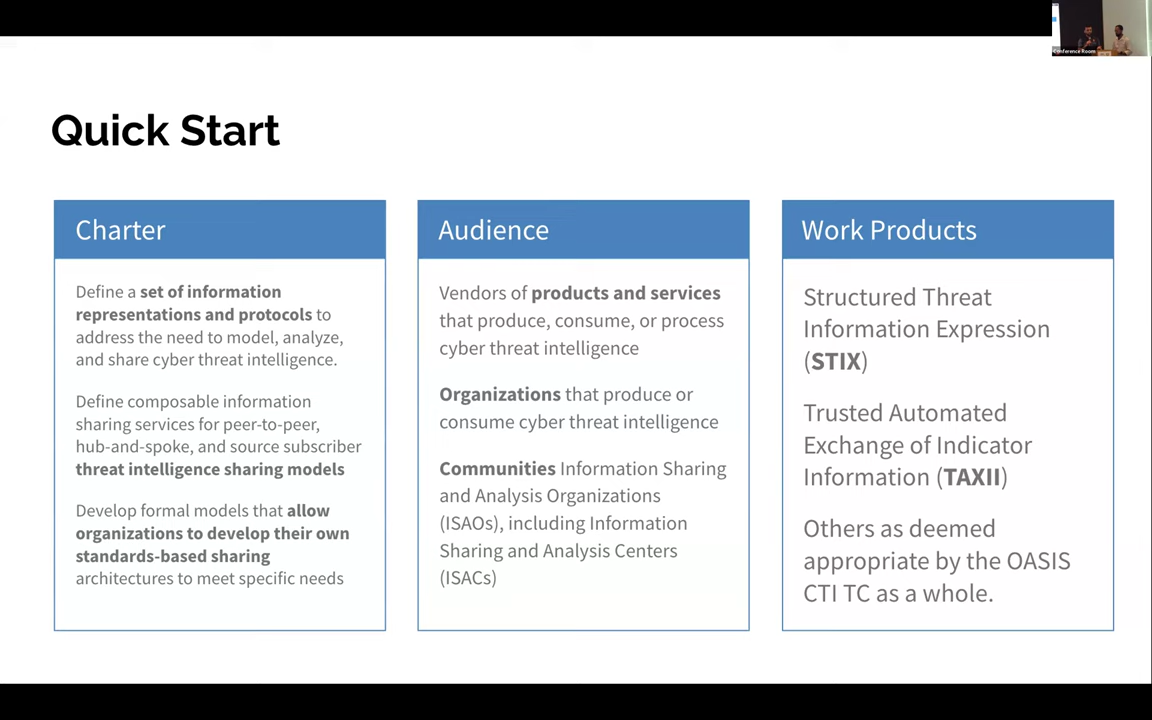 Conference Room
Quick Start
Charter
Define a set of information
representations and protocols to
address the need to model, analyze,
and share cyber threat intelligence.
Define composable information
sharing services for peer-to-peer,
hub-and-spoke, and source subscriber
threat intelligence sharing models
Develop formal models that allow
organizations to develop their own
standards-based sharing
architectures to meet specific needs
Audience
Vendors of products and services
that produce, consume, or process
cyber threat intelligence
Organizations that produce or
consume cyber threat intelligence
Communities Information Sharing
and Analysis Organizations
(ISAOs), including Information
Sharing and Analysis Centers
(ISACs)
Work Products
Structured Threat
Information Expression
(STIX)
Trusted Automated
Exchange of Indicator
Information (TAXII)
Others as deemed
appropriate by the OASIS
CTI TC as a whole.